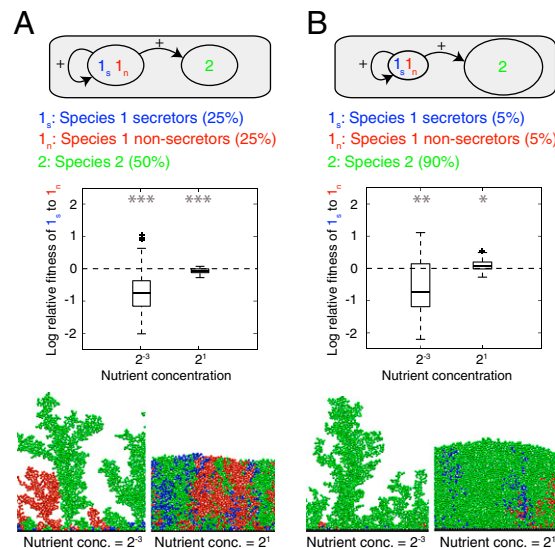 A
+
+
1s 1n
2
1s: Species 1 secretors (25%)
1n: Species 1 non-secretors (25%)
2: Species 2 (50%)
Log relative fitness of 1s to 1n
*** ***
2
1
0
-1
-2
2-3 21
Nutrient concentration
Nutrient conc. = 2-3 Nutrient conc. = 21
B
+
+
1s1n
2
1s: Species 1 secretors (5%)
1n: Species 1 non-secretors (5%)
2: Species 2 (90%)
Log relative fitness of 1s to 1n
** *
2
1
0
-1
-2
2-3 21
Nutrient concentration
Nutrient conc. = 2-3 Nutrient conc. = 21